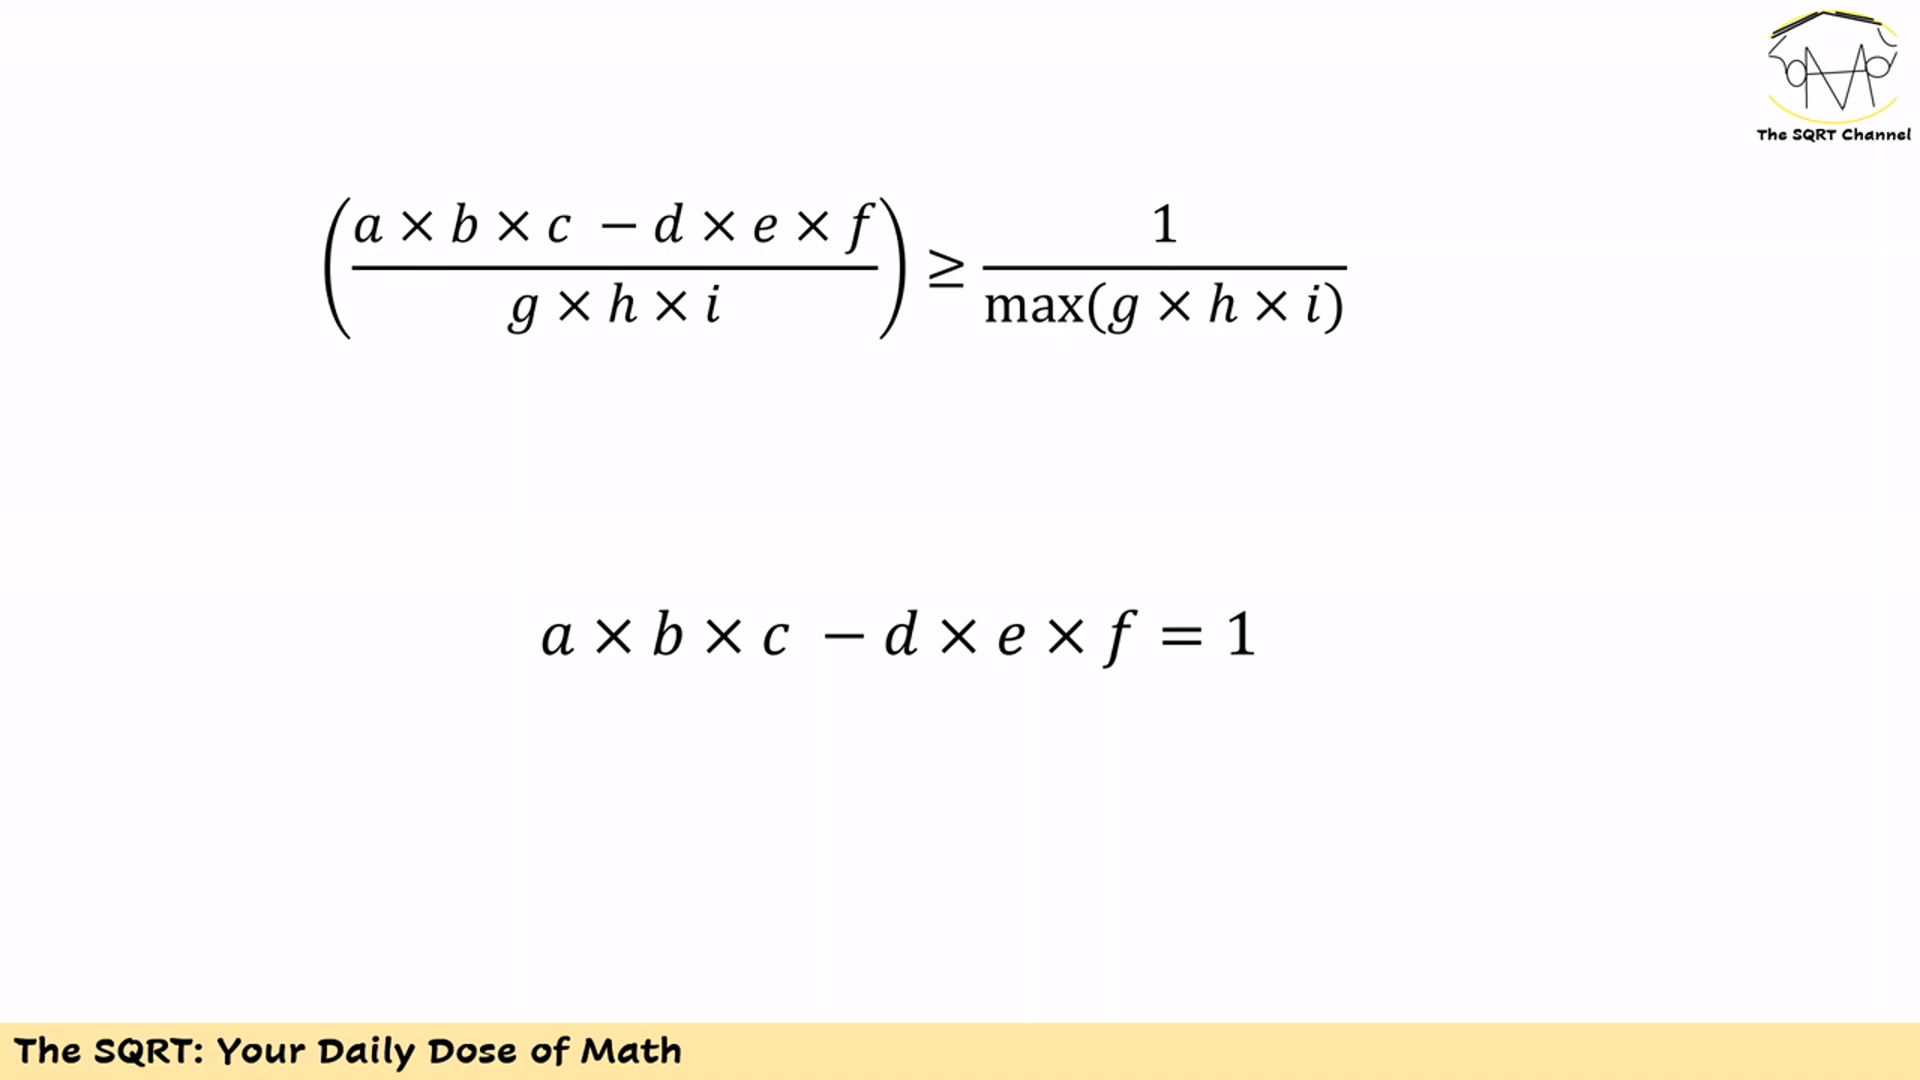 The SQRT Channel
(a × b × c − d × e × f / g × h × i) ≥ 1 / max(g × h × i)
a × b × c − d × e × f = 1
The SQRT: Your Daily Dose of Math